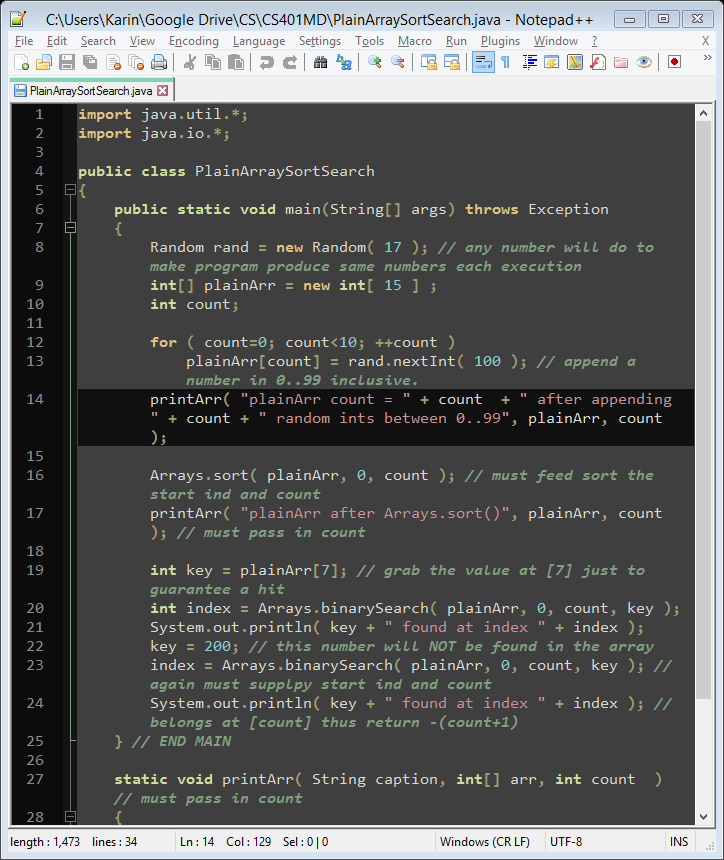 C:\Users\Karin\Google Drive\CS\CS401MD\PlainArraySortSearch.java - Notepad++
File Edit Search View Encoding Language Settings Tools Macro Run Plugins Window ? X
PlainArraySortSearch.java
1 import java.util.*;
2 import java.io.*;
3
4 public class PlainArraySortSearch
5 {
6 public static void main(String[] args) throws Exception
7 {
8 Random rand = new Random( 17 ); // any number will do to
make program produce same numbers each execution
9 int[] plainArr = new int[ 15 ] ;
10 int count;
11
12 for ( count=0; count<10; ++count )
13 plainArr[count] = rand.nextInt( 100 ); // append a
number in 0..99 inclusive.
14 printArr( "plainArr count = " + count  + " after appending
" + count + " random ints between 0..99", plainArr, count
);
15
16 Arrays.sort( plainArr, 0, count ); // must feed sort the
start ind and count
17 printArr( "plainArr after Arrays.sort()", plainArr, count
); // must pass in count
18
19 int key = plainArr[7]; // grab the value at [7] just to
guarantee a hit
20 int index = Arrays.binarySearch( plainArr, 0, count, key );
21 System.out.println( key + " found at index " + index );
22 key = 200; // this number will NOT be found in the array
23 index = Arrays.binarySearch( plainArr, 0, count, key ); //
again must supplpy start ind and count
24 System.out.println( key + " found at index " + index ); //
belongs at [count] thus return -(count+1)
25 } // END MAIN
26
27 static void printArr( String caption, int[] arr, int count  )
// must pass in count
28 {
length : 1,473 lines : 34 Ln : 14 Col : 129 Sel : 0 | 0 Windows (CR LF) UTF-8 INS